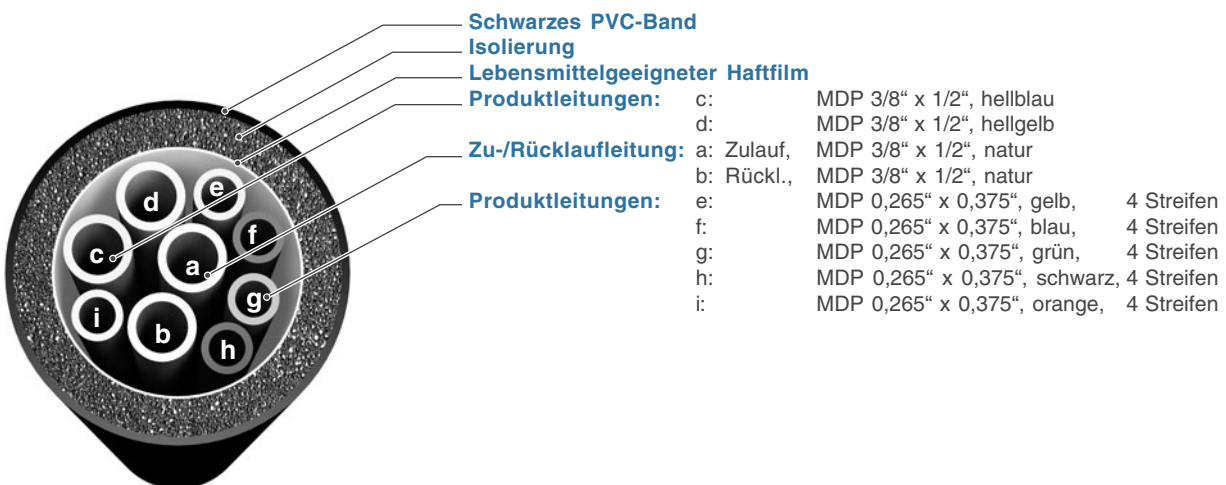 Schwarzes PVC-Band
Isolierung
Lebensmittelgeeigneter Haftfilm
Produktleitungen: c: MDP 3/8“ x 1/2“, hellblau
d: MDP 3/8“ x 1/2“, hellgelb
Zu-/Rücklaufleitung: a: Zulauf, MDP 3/8“ x 1/2“, natur
b: Rückl., MDP 3/8“ x 1/2“, natur
Produktleitungen: e: MDP 0,265“ x 0,375“, gelb, 4 Streifen
f: MDP 0,265“ x 0,375“, blau, 4 Streifen
g: MDP 0,265“ x 0,375“, grün, 4 Streifen
h: MDP 0,265“ x 0,375“, schwarz, 4 Streifen
i: MDP 0,265“ x 0,375“, orange, 4 Streifen
d
e
f
c
a
g
i
b
h